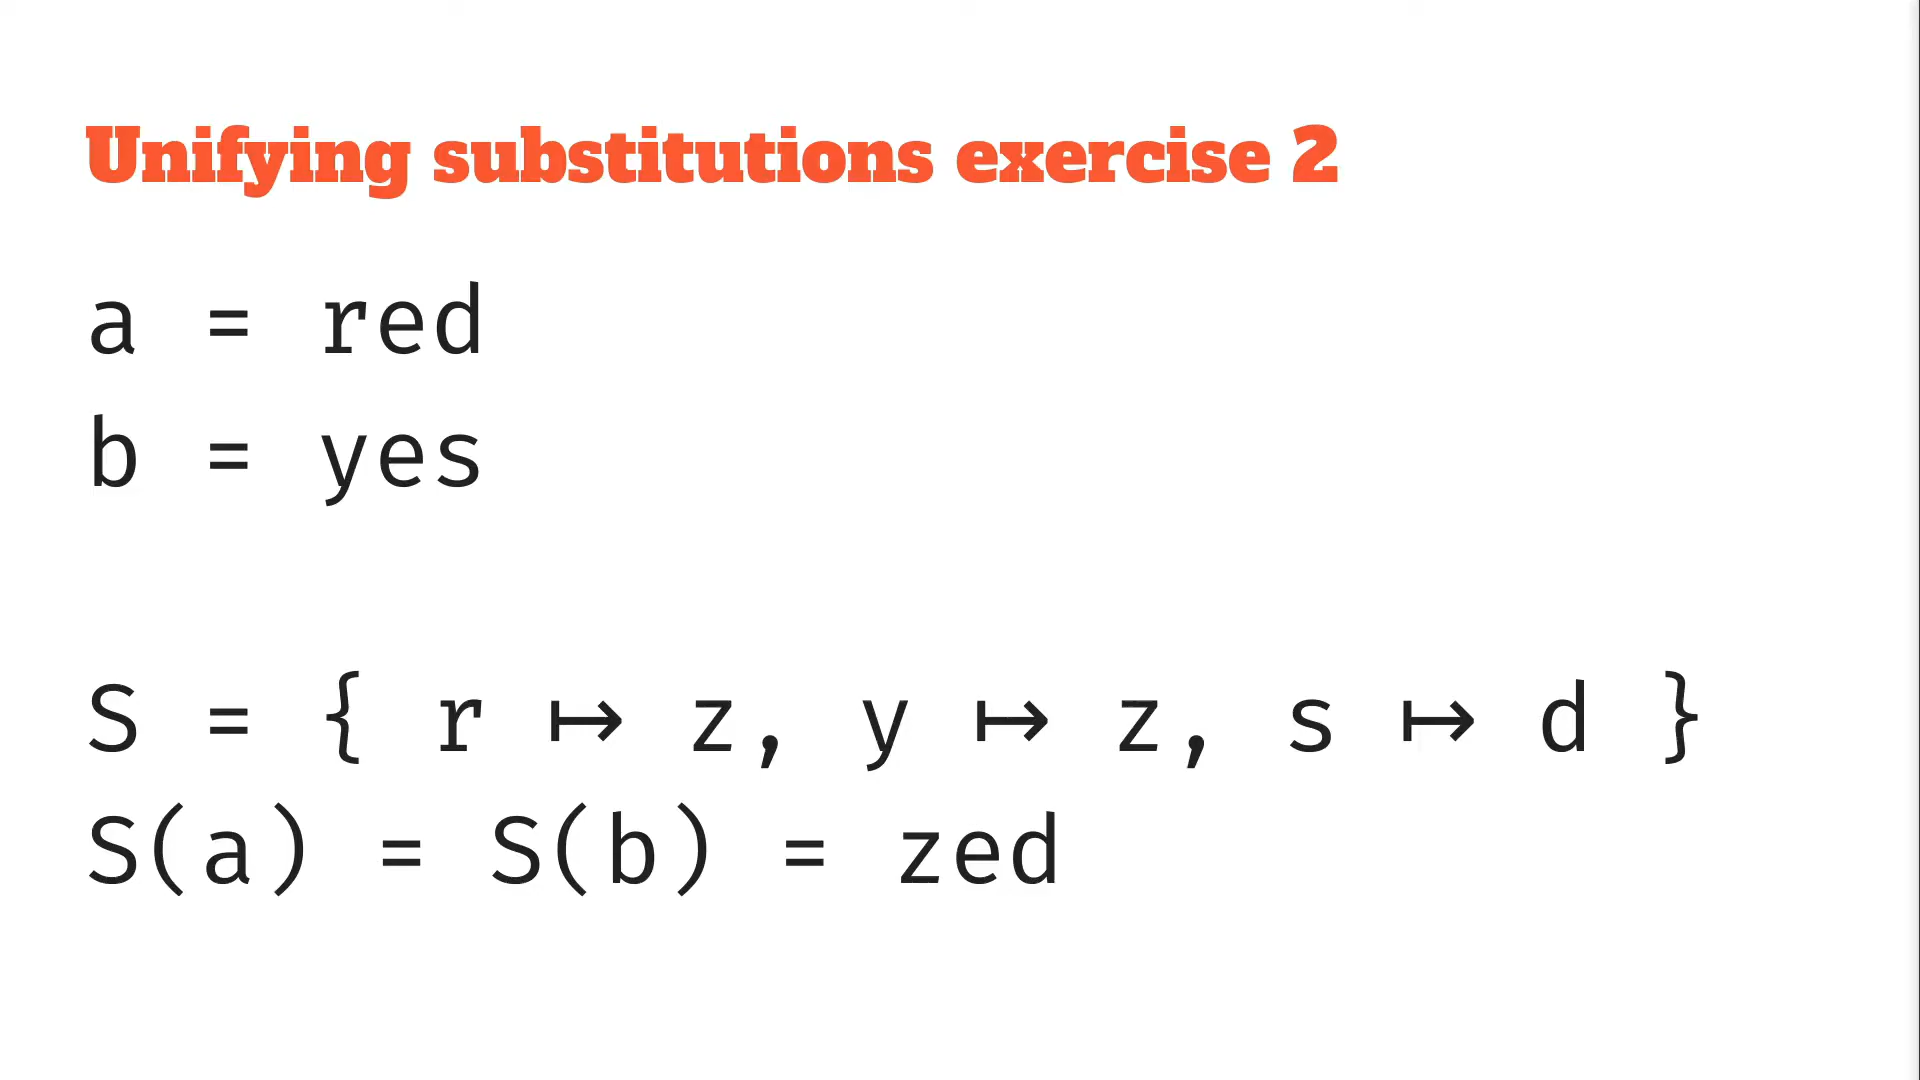 Unifying substitutions exercise 2
a = red
b = yes
S = { r ↦ z, y ↦ z, s ↦ d }
S(a) = S(b) = zed